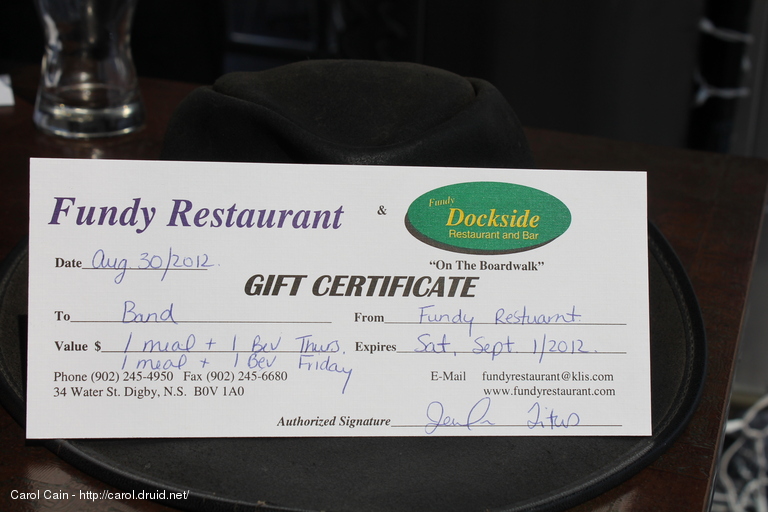 Fundy Restaurant & Fundy Dockside Restaurant and Bar
"On The Boardwalk"
Date Aug 30/2012.
GIFT CERTIFICATE
To Band From Fundy Restuarnt.
Value $ 1 meal + 1 Bev Thurs. Expires Sat, Sept. 1/2012.
1 meal + 1 Bev Friday
Phone (902) 245-4950 Fax (902) 245-6680 E-Mail fundyrestaurant@klis.com
34 Water St. Digby, N.S. B0V 1A0 www.fundyrestaurant.com
Authorized Signature Titus
Carol Cain - http://carol.druid.net/